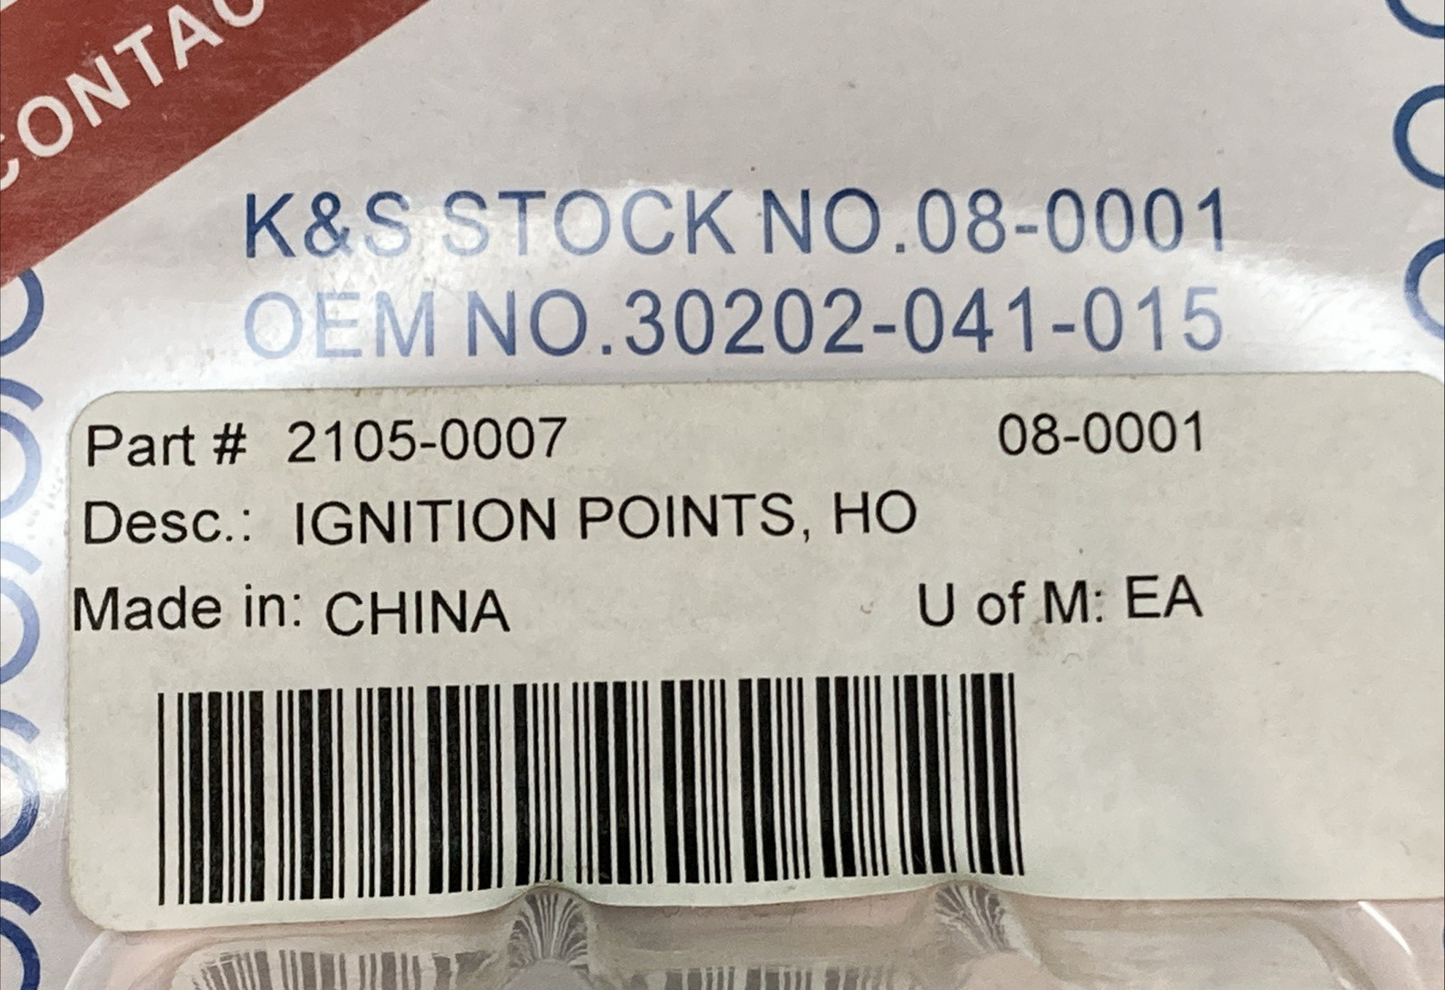 CONTAC
K&S STOCK NO.08-0001
OEM NO.30202-041-015
Part # 2105-0007 08-0001
Desc.: IGNITION POINTS, HO
Made in: CHINA U of M: EA